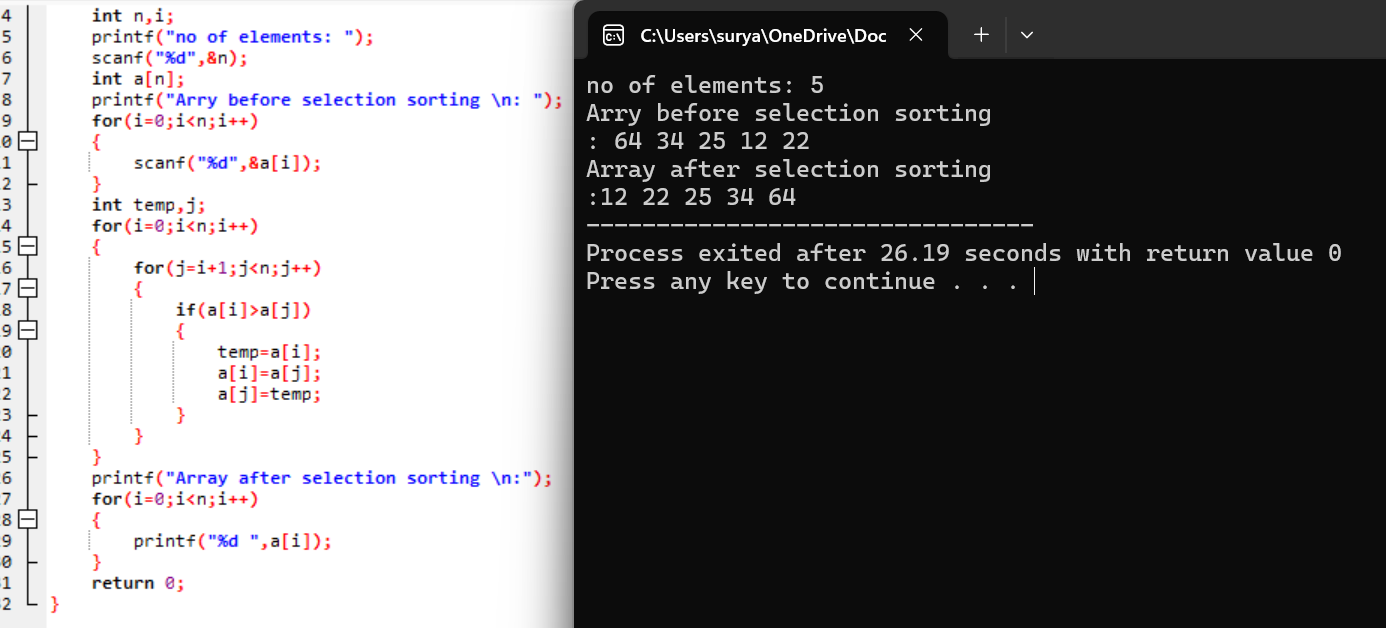 4 int n,i;
5 printf("no of elements: ");
6 scanf("%d",&n);
7 int a[n];
8 printf("Arry before selection sorting \n: ");
9 for(i=0;i<n;i++)
0 {
1 scanf("%d",&a[i]);
2 }
3 int temp,j;
4 for(i=0;i<n;i++)
5 {
6 for(j=i+1;j<n;j++)
7 {
8 if(a[i]>a[j])
9 {
0 temp=a[i];
1 a[i]=a[j];
2 a[j]=temp;
3 }
4 }
5 }
6 printf("Array after selection sorting \n:");
7 for(i=0;i<n;i++)
8 {
9 printf("%d ",a[i]);
0 }
1 return 0;
2 }
C:\Users\surya\OneDrive\Doc
no of elements: 5
Arry before selection sorting
: 64 34 25 12 22
Array after selection sorting
:12 22 25 34 64
--------------------------------
Process exited after 26.19 seconds with return value 0
Press any key to continue . . .